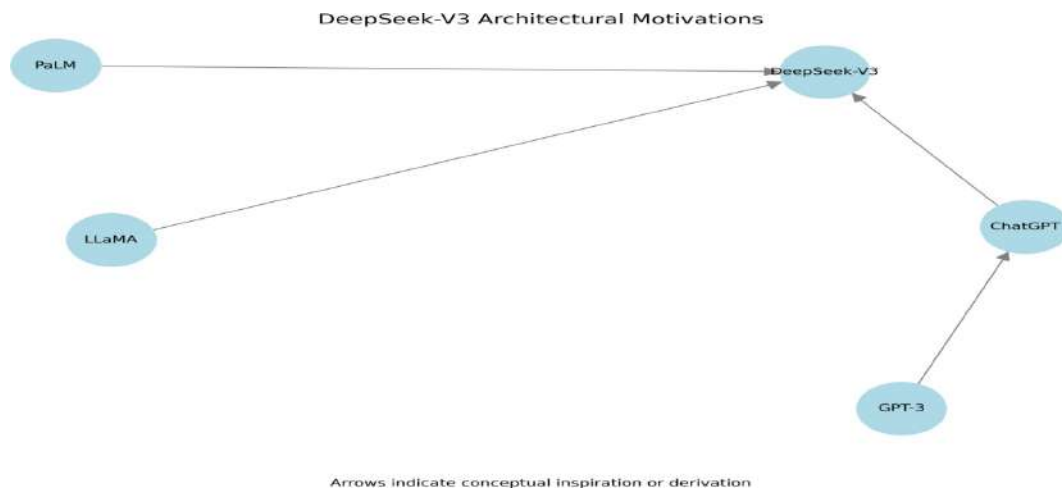 DeepSeek-V3 Architectural Motivations
PaLM
DeepSeek-V3
LLaMA
ChatGPT
GPT-3
Arrows indicate conceptual inspiration or derivation